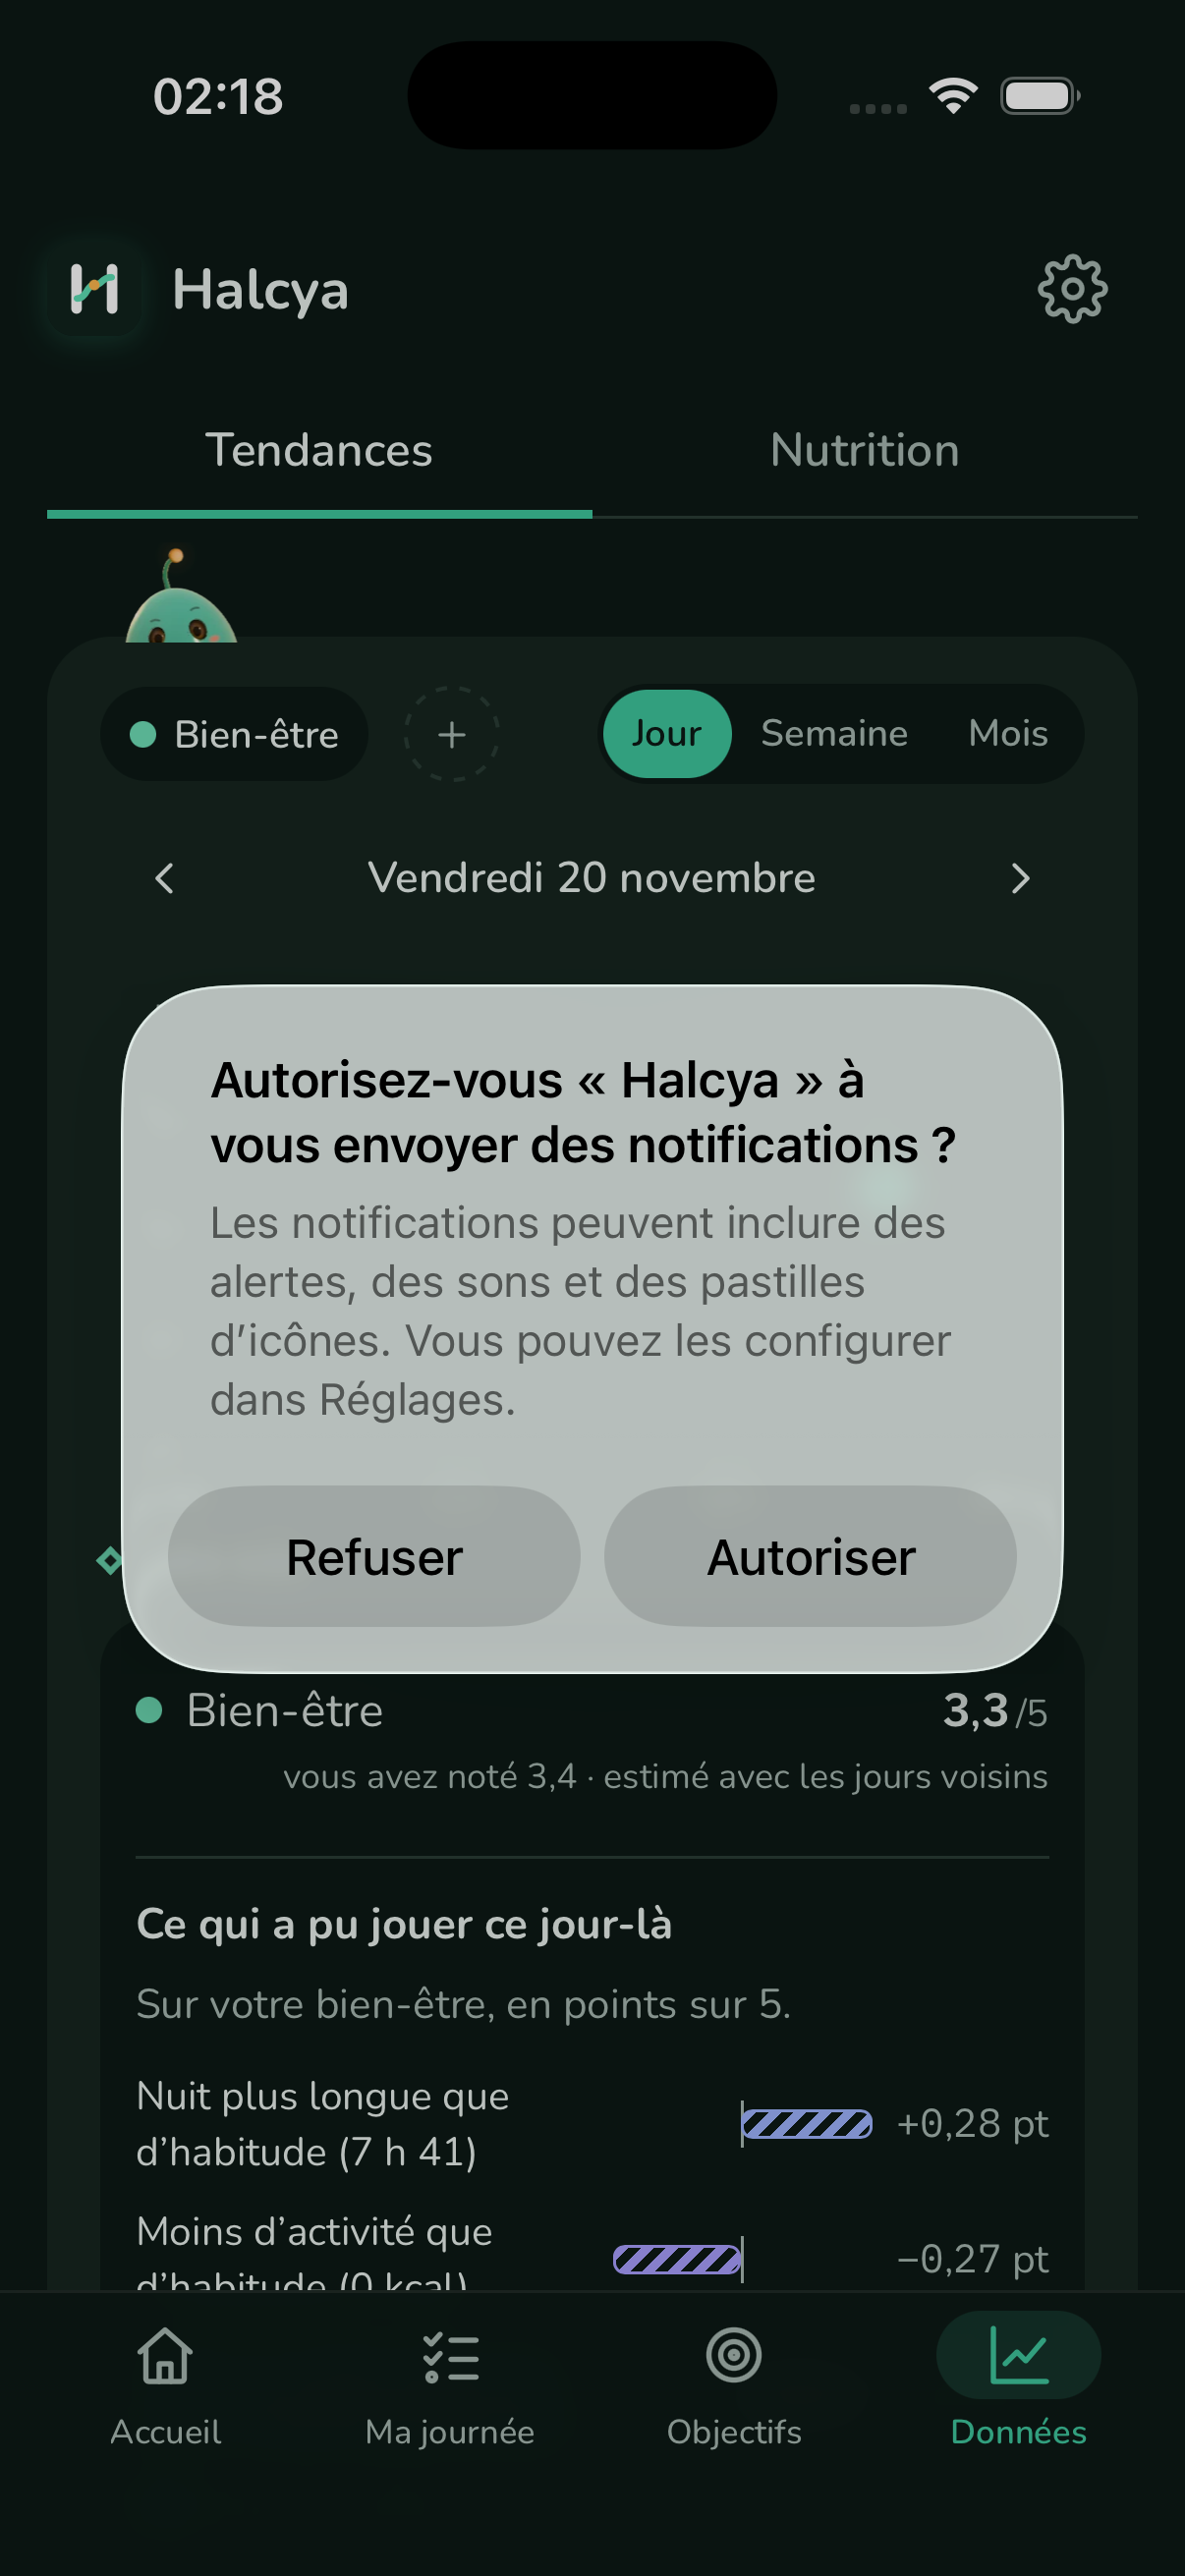 02:18
Halcya
Tendances
Nutrition
Bien-être
+
Jour
Semaine
Mois
Vendredi 20 novembre
Autorisez-vous « Halcya » à
vous envoyer des notifications ?
Les notifications peuvent inclure des
alertes, des sons et des pastilles
d’icônes. Vous pouvez les configurer
dans Réglages.
Refuser
Autoriser
Bien-être
3,3/5
vous avez noté 3,4 · estimé avec les jours voisins
Ce qui a pu jouer ce jour-là
Sur votre bien-être, en points sur 5.
Nuit plus longue que
d’habitude (7 h 41)
+0,28 pt
Moins d’activité que
d’habitude (0 kcal)
−0,27 pt
Accueil
Ma journée
Objectifs
Données